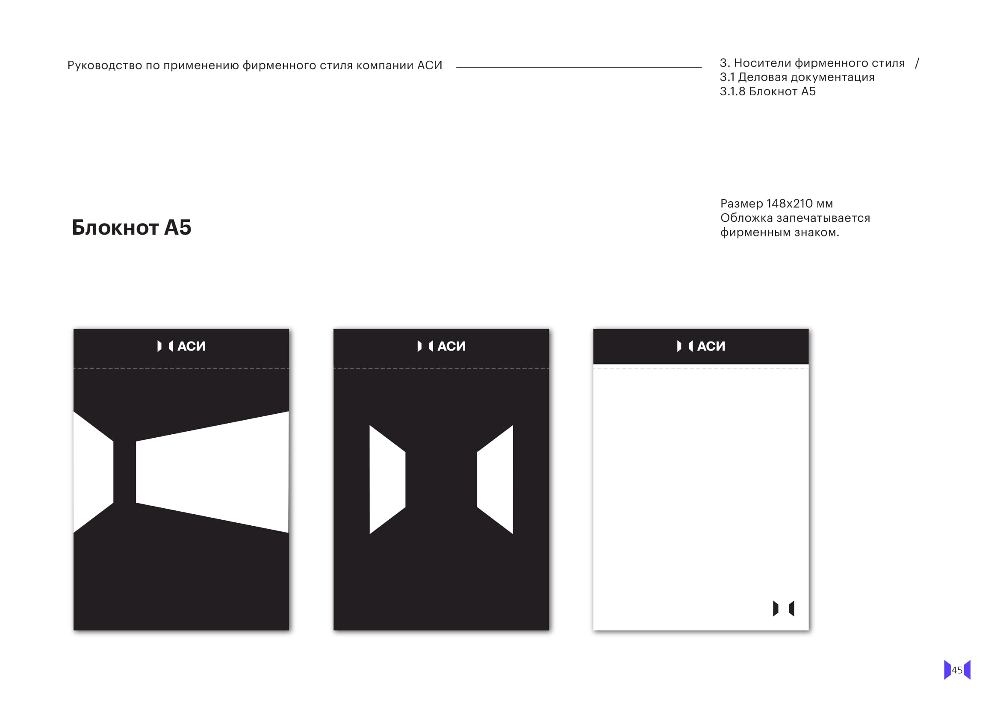 Руководство по применению фирменного стиля компании АСИ
3. Носители фирменного стиля /
3.1 Деловая документация
3.1.8 Блокнот А5
Размер 148х210 мм
Обложка запечатывается
фирменным знаком.
Блокнот А5
АСИ
АСИ
АСИ
45